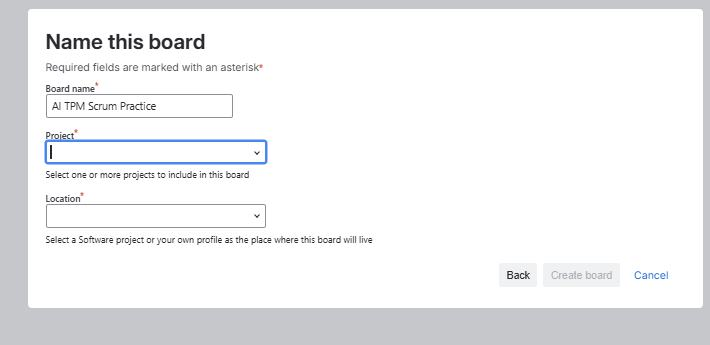 Name this board
Required fields are marked with an asterisk*
Board name*
AI TPM Scrum Practice
Project*
Select one or more projects to include in this board
Location*
Select a Software project or your own profile as the place where this board will live
Back Create board Cancel